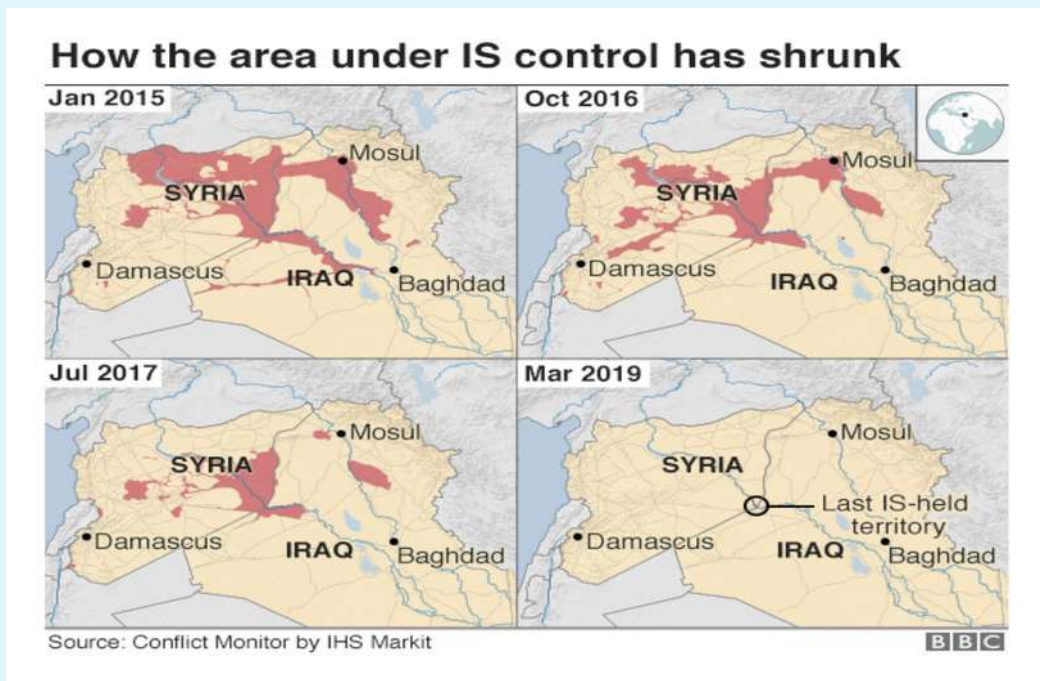 How the area under IS control has shrunk
Jan 2015
Mosul
SYRIA
Damascus
IRAQ
Baghdad
Oct 2016
Mosul
SYRIA
Damascus
IRAQ
Baghdad
Jul 2017
Mosul
SYRIA
Damascus
IRAQ
Baghdad
Mar 2019
Mosul
SYRIA
Last IS-held
territory
Damascus
IRAQ
Baghdad
Source: Conflict Monitor by IHS Markit
BBC